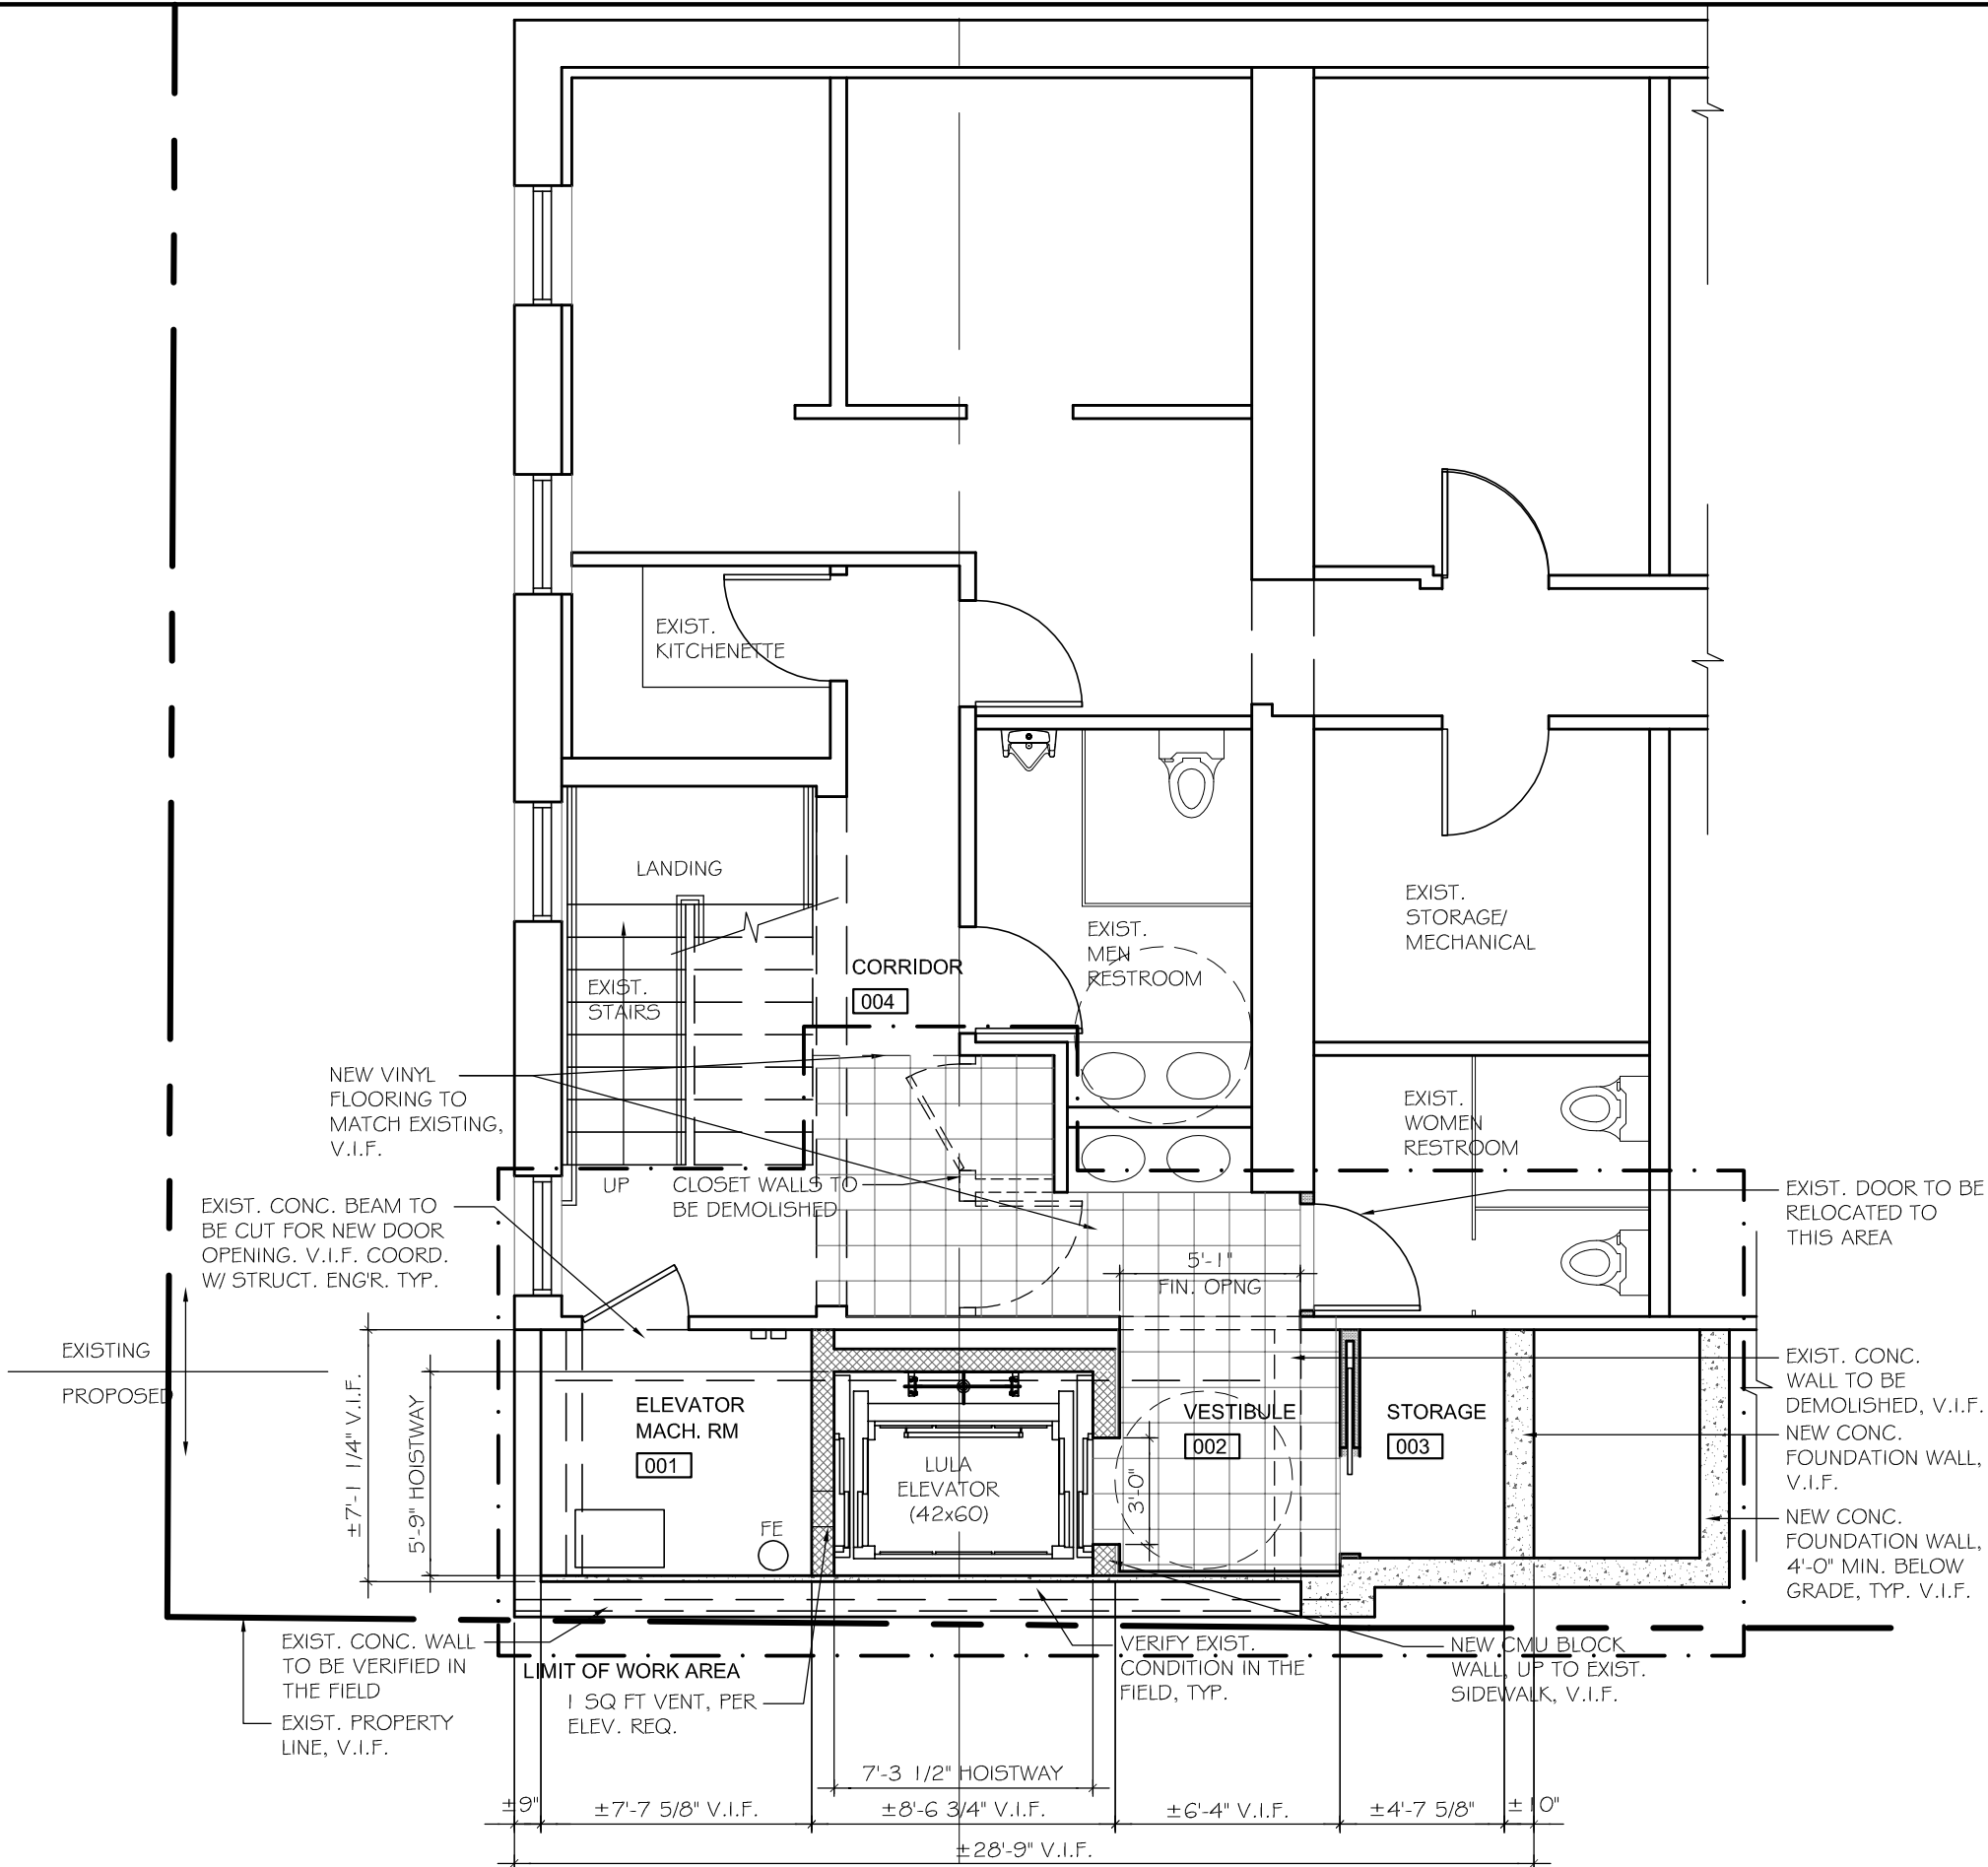 EXIST.
KITCHENETTE
LANDING
EXIST.
STAIRS
CORRIDOR
004
EXIST.
MEN
RESTROOM
EXIST.
STORAGE/
MECHANICAL
NEW VINYL
FLOORING TO
MATCH EXISTING,
V.I.F.
EXIST.
WOMEN
RESTROOM
UP
CLOSET WALLS TO
BE DEMOLISHED
EXIST. CONC. BEAM TO
BE CUT FOR NEW DOOR
OPENING. V.I.F. COORD.
W/ STRUCT. ENG'R. TYP.
EXIST. DOOR TO BE
RELOCATED TO
THIS AREA
5'-1"
FIN. OPNG
EXISTING
PROPOSED
±7'-1 1/4" V.I.F.
5'-9" HOISTWAY
ELEVATOR
MACH. RM
001
FE
LULA
ELEVATOR
(42x60)
3'-0"
VESTIBULE
002
STORAGE
003
EXIST. CONC.
WALL TO BE
DEMOLISHED, V.I.F.
NEW CONC.
FOUNDATION WALL,
V.I.F.
NEW CONC.
FOUNDATION WALL,
4'-0" MIN. BELOW
GRADE, TYP. V.I.F.
EXIST. CONC. WALL
TO BE VERIFIED IN
THE FIELD
EXIST. PROPERTY
LINE, V.I.F.
LIMIT OF WORK AREA
1 SQ FT VENT, PER
ELEV. REQ.
VERIFY EXIST.
CONDITION IN THE
FIELD, TYP.
NEW CMU BLOCK
WALL, UP TO EXIST.
SIDEWALK, V.I.F.
7'-3 1/2" HOISTWAY
±9"
±7'-7 5/8" V.I.F.
±8'-6 3/4" V.I.F.
±6'-4" V.I.F.
±4'-7 5/8"
±10"
±28'-9" V.I.F.